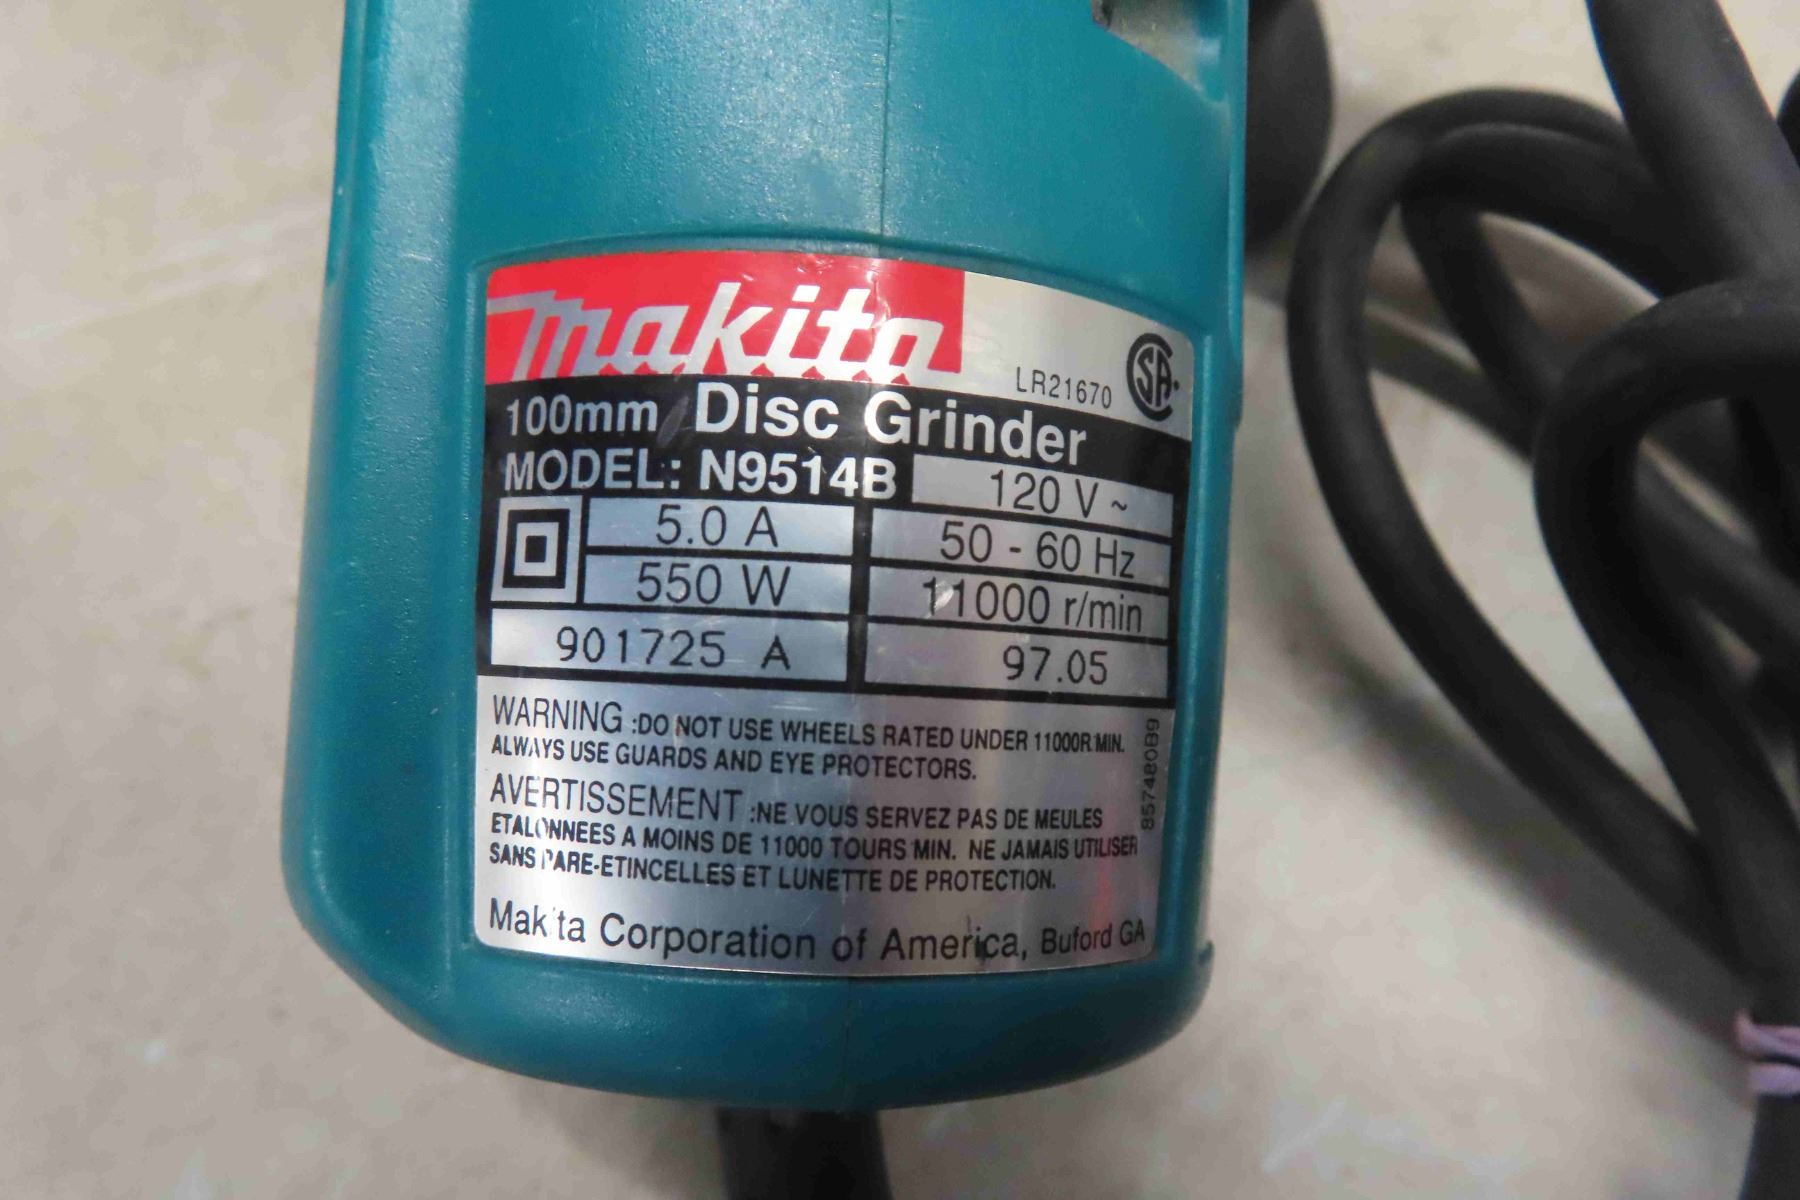 makita
LR21670
SA
100mm Disc Grinder
MODEL: N9514B
120 V ~
5.0 A
50 - 60 Hz
550 W
11000 r/min
901725 A
97.05
WARNING :DO NOT USE WHEELS RATED UNDER 11000R/MIN.
ALWAYS USE GUARDS AND EYE PROTECTORS.
AVERTISSEMENT :NE VOUS SERVEZ PAS DE MEULES
ETALONNEES A MOINS DE 11000 TOURS/MIN. NE JAMAIS UTILISER
SANS PARE-ETINCELLES ET LUNETTE DE PROTECTION.
857480B9
Makita Corporation of America, Buford GA